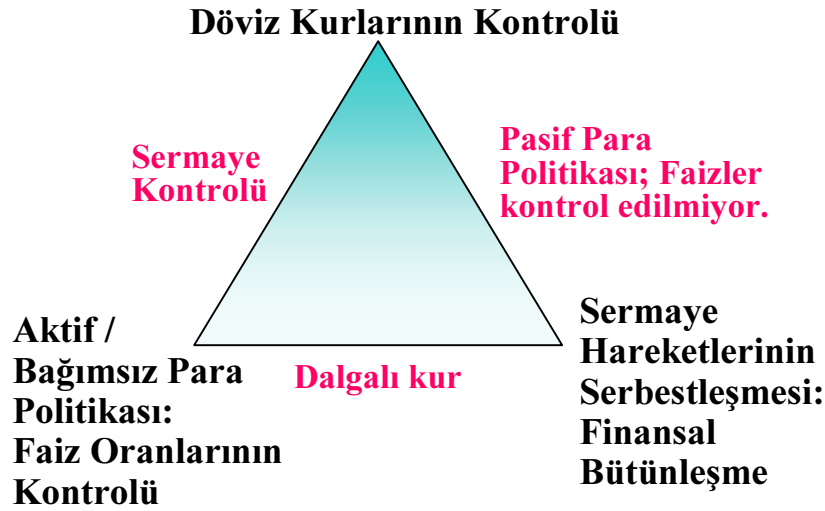 Döviz Kurlarının Kontrolü
Sermaye
Kontrolü
Pasif Para
Politikası; Faizler
kontrol edilmiyor.
Aktif /
Bağımsız Para
Politikası:
Faiz Oranlarının
Kontrolü
Dalgalı kur
Sermaye
Hareketlerinin
Serbestleşmesi:
Finansal
Bütünleşme